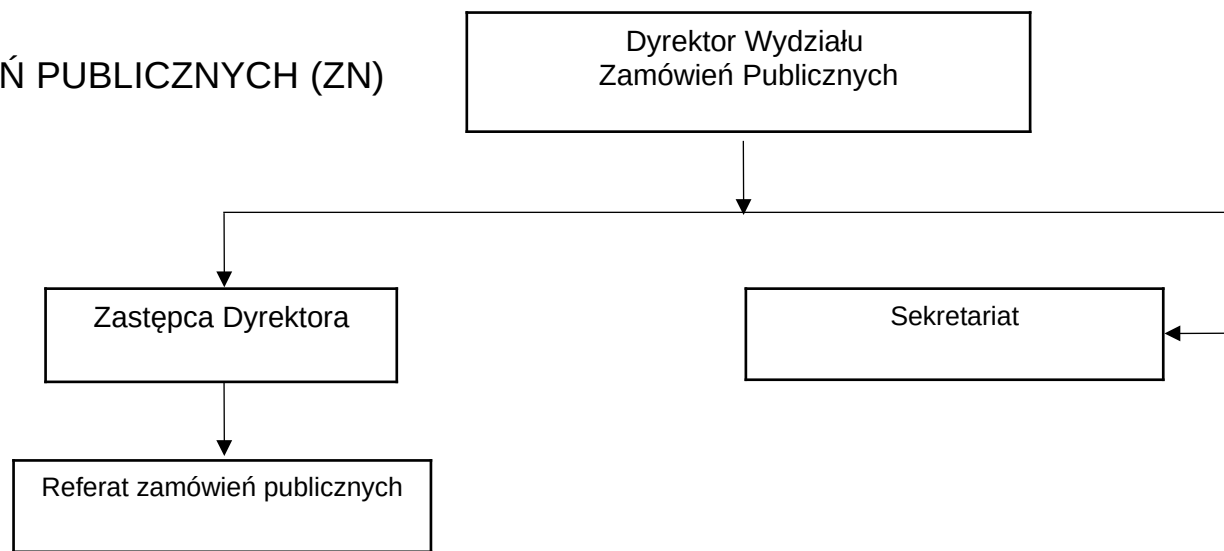 Dyrektor Wydziału
Ń PUBLICZNYCH (ZN)
Zamówień Publicznych
Zastępca Dyrektora
Sekretariat
Referat zamówień publicznych